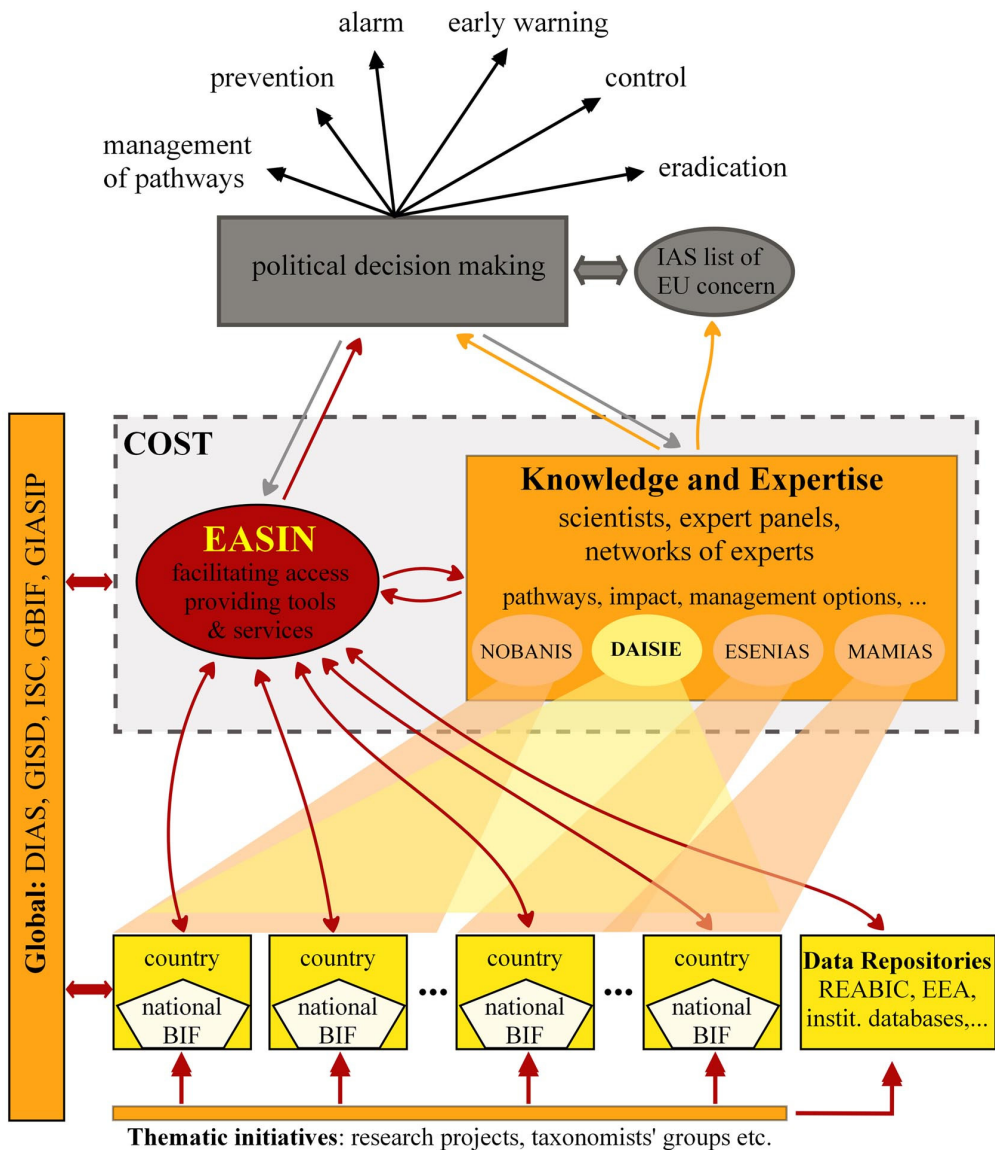 alarm
early warning
prevention
control
management
of pathways
eradication
political decision making
IAS list of
EU concern
COST
Knowledge and Expertise
scientists, expert panels,
networks of experts
pathways, impact, management options, ...
EASIN
facilitating access
providing tools
& services
NOBANIS
DAISIE
ESENIAS
MAMIAS
Global: DIAS, GISD, ISC, GBIF, GIASIP
country
national
BIF
country
national
BIF
...
country
national
BIF
...
country
national
BIF
Data Repositories
REABIC, EEA,
instit. databases,...
Thematic initiatives: research projects, taxonomists' groups etc.